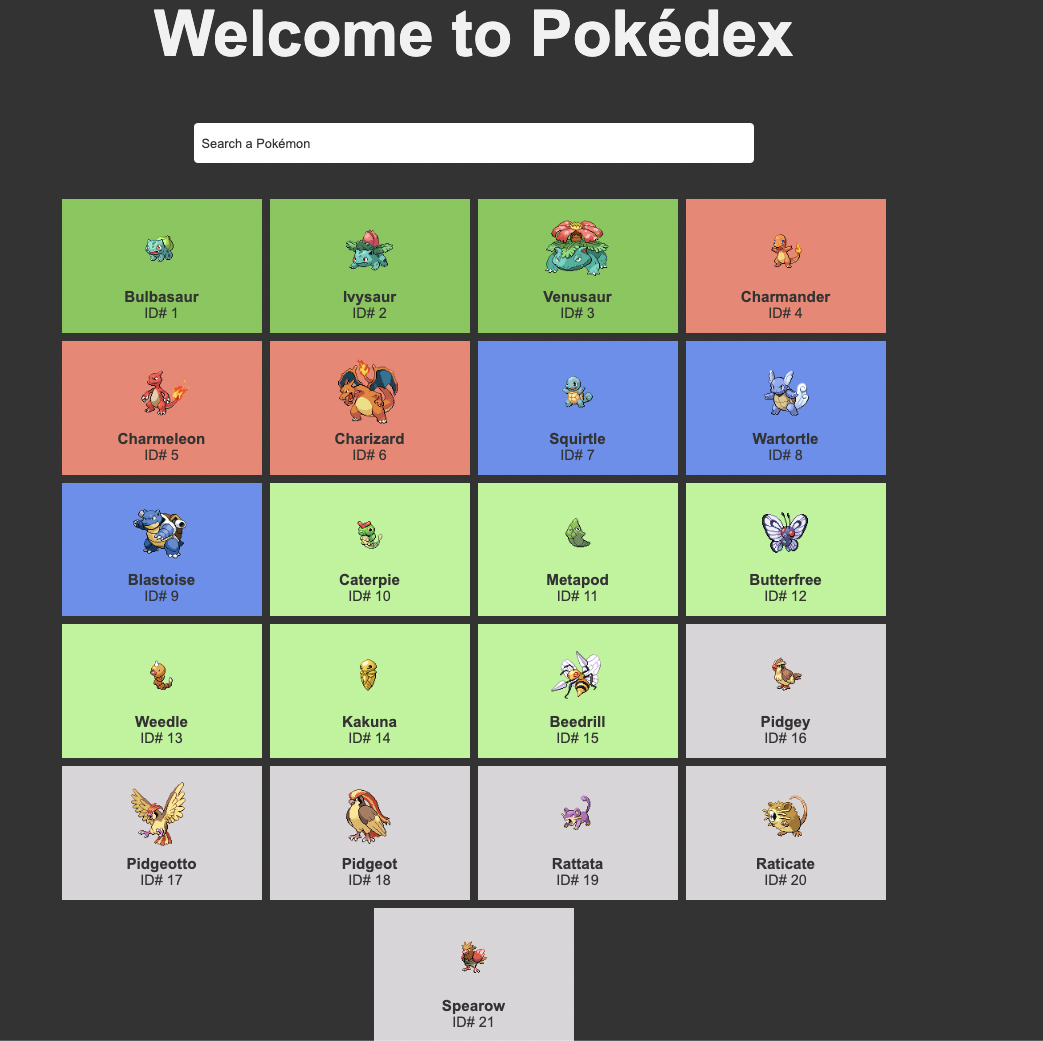 Welcome to Pokédex
Search a Pokémon
Bulbasaur
ID# 1
Ivysaur
ID# 2
Venusaur
ID# 3
Charmander
ID# 4
Charmeleon
ID# 5
Charizard
ID# 6
Squirtle
ID# 7
Wartortle
ID# 8
Blastoise
ID# 9
Caterpie
ID# 10
Metapod
ID# 11
Butterfree
ID# 12
Weedle
ID# 13
Kakuna
ID# 14
Beedrill
ID# 15
Pidgey
ID# 16
Pidgeotto
ID# 17
Pidgeot
ID# 18
Rattata
ID# 19
Raticate
ID# 20
Spearow
ID# 21